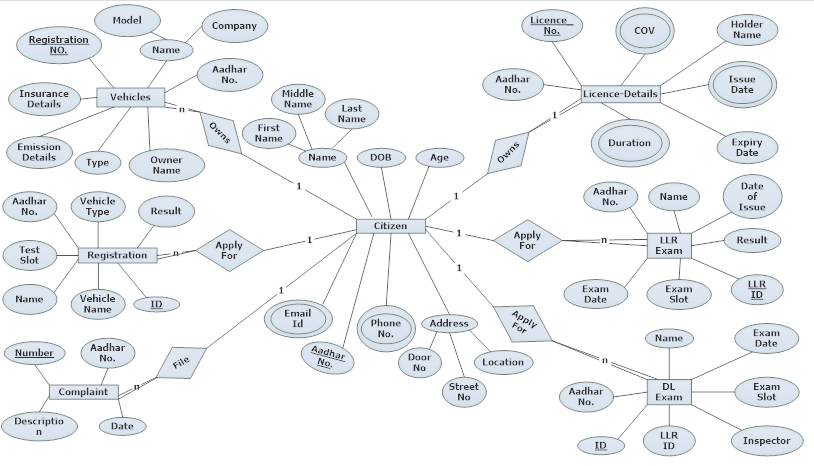 Model
Company
Registration
NO.
Name
Aadhar
No.
Insurance
Details
Vehicles
n
Emission
Details
Type
Owner
Name
Owns
1
Middle
Name
Last
Name
First
Name
Name
DOB
Age
Licence_
No.
COV
Holder
Name
Aadhar
No.
Licence-Details
Issue
Date
1
Duration
Expiry
Date
Owns
1
Citizen
Aadhar
No.
Vehicle
Type
Result
Test
Slot
Registration
n
Apply
For
1
Name
Vehicle
Name
ID
1
Apply
For
n
Aadhar
No.
Name
Date
of
Issue
LLR
Exam
Result
Exam
Date
Exam
Slot
LLR
ID
1
Email
Id
Phone
No.
Aadhar
No.
Address
Door
No
Street
No
Location
1
Apply
For
n
File
Number
Aadhar
No.
Complaint
n
Descriptio
n
Date
Name
Exam
Date
Aadhar
No.
DL
Exam
Exam
Slot
ID
LLR
ID
Inspector